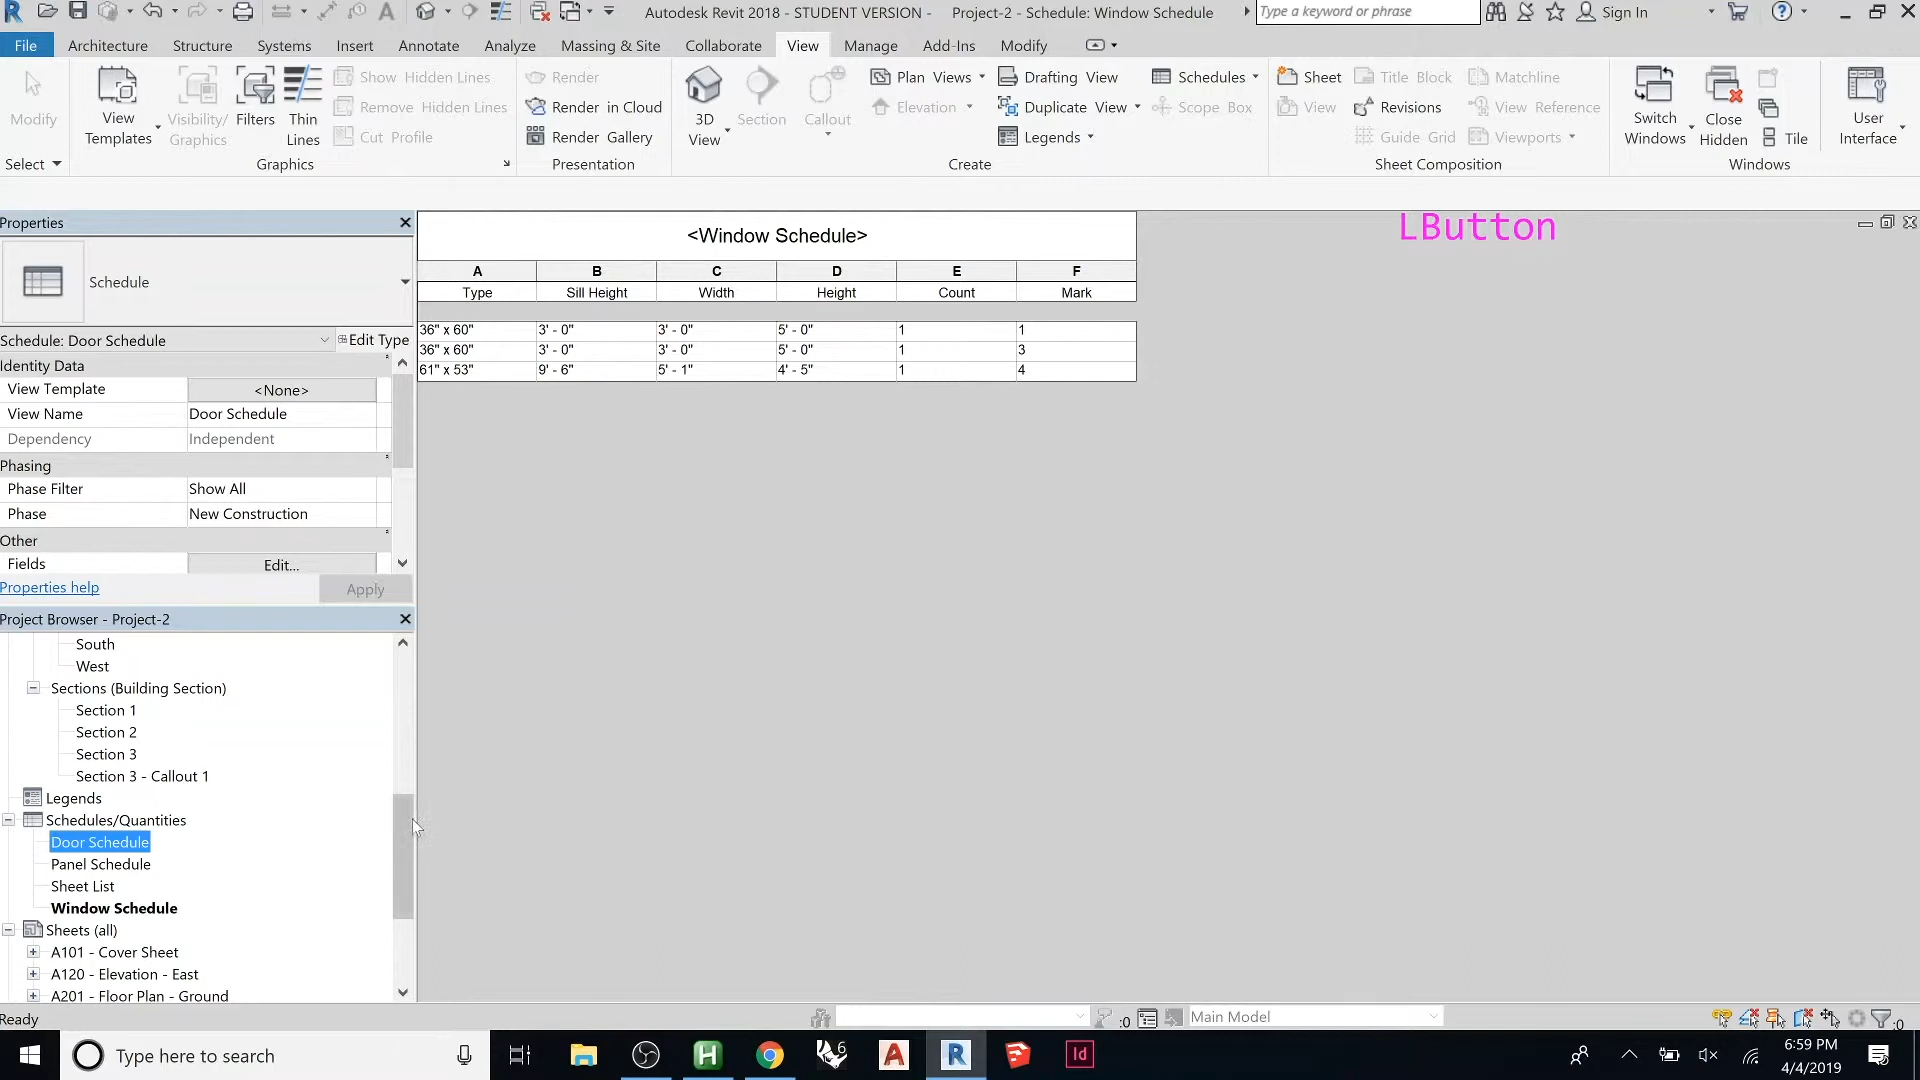 Autodesk Revit 2018 - STUDENT VERSION - Project-2 - Schedule: Window Schedule
Type a keyword or phrase
Sign In
File Architecture Structure Systems Insert Annotate Analyze Massing & Site Collaborate View Manage Add-Ins Modify
Modify
View Templates
Visibility/ Graphics
Filters
Thin Lines
Show Hidden Lines
Remove Hidden Lines
Cut Profile
Render
Render in Cloud
Render Gallery
3D View
Section
Callout
Plan Views
Elevation
Drafting View
Duplicate View
Legends
Schedules
Scope Box
Sheet
View
Title Block
Revisions
Guide Grid
Matchline
View Reference
Viewports
Switch Windows
Close Hidden
Tile
User Interface
Select Graphics Presentation Create Sheet Composition Windows
Properties
Schedule
Schedule: Door Schedule
Edit Type
Identity Data
View Template <None>
View Name Door Schedule
Dependency Independent
Phasing
Phase Filter Show All
Phase New Construction
Other
Fields Edit...
Properties help
Apply
<Window Schedule>
A B C D E F
Type Sill Height Width Height Count Mark
36" x 60" 3' - 0" 3' - 0" 5' - 0" 1 1
36" x 60" 3' - 0" 3' - 0" 5' - 0" 1 3
61" x 53" 9' - 6" 5' - 1" 4' - 5" 1 4
LButton
Project Browser - Project-2
South
West
Sections (Building Section)
Section 1
Section 2
Section 3
Section 3 - Callout 1
Legends
Schedules/Quantities
Door Schedule
Panel Schedule
Sheet List
Window Schedule
Sheets (all)
A101 - Cover Sheet
A120 - Elevation - East
A201 - Floor Plan - Ground
Ready
:0
Main Model
:0
Type here to search
6:59 PM
4/4/2019